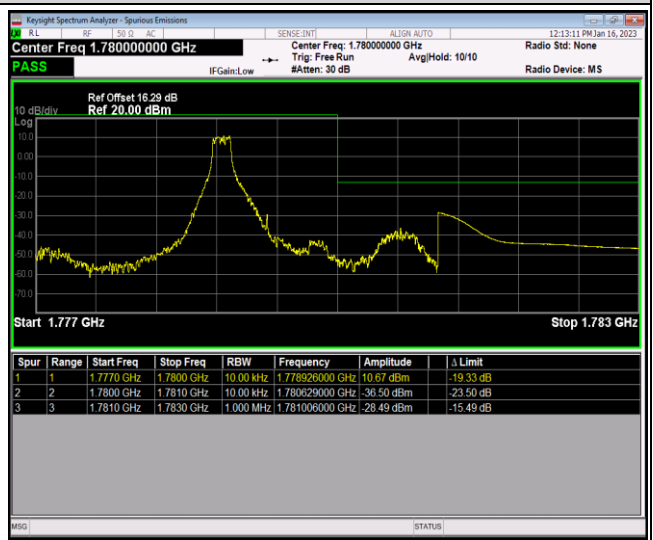 Keysight Spectrum Analyzer - Spurious Emissions
RL RF 50 Ω AC SENSE:INT ALIGN AUTO 12:13:11 PM Jan 16, 2023
Center Freq 1.780000000 GHz Center Freq: 1.780000000 GHz Radio Std: None
PASS Trig: Free Run Avg|Hold: 10/10
IFGain:Low #Atten: 30 dB Radio Device: MS
Ref Offset 16.29 dB
10 dB/div Ref 20.00 dBm
Log
10.0
0.00
-10.0
-20.0
-30.0
-40.0
-50.0
-60.0
-70.0
Start 1.777 GHz Stop 1.783 GHz
Spur Range Start Freq Stop Freq RBW Frequency Amplitude Δ Limit
1 1 1.7770 GHz 1.7800 GHz 10.00 kHz 1.778926000 GHz 10.67 dBm -19.33 dB
2 2 1.7800 GHz 1.7810 GHz 10.00 kHz 1.780629000 GHz -36.50 dBm -23.50 dB
3 3 1.7810 GHz 1.7830 GHz 1.000 MHz 1.781006000 GHz -28.49 dBm -15.49 dB
MSG STATUS